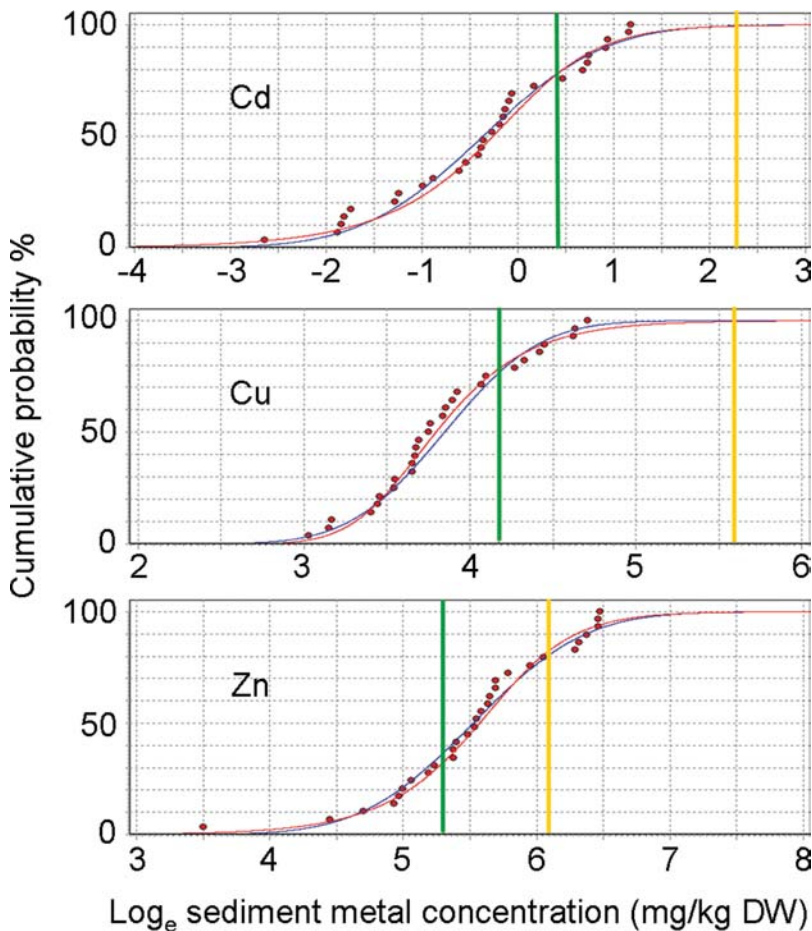 Cumulative probability %
100
50
0
Cd
-4 -3 -2 -1 0 1 2 3
100
50
0
Cu
2 3 4 5 6
100
50
0
Zn
3 4 5 6 7 8
Logₑ sediment metal concentration (mg/kg DW)